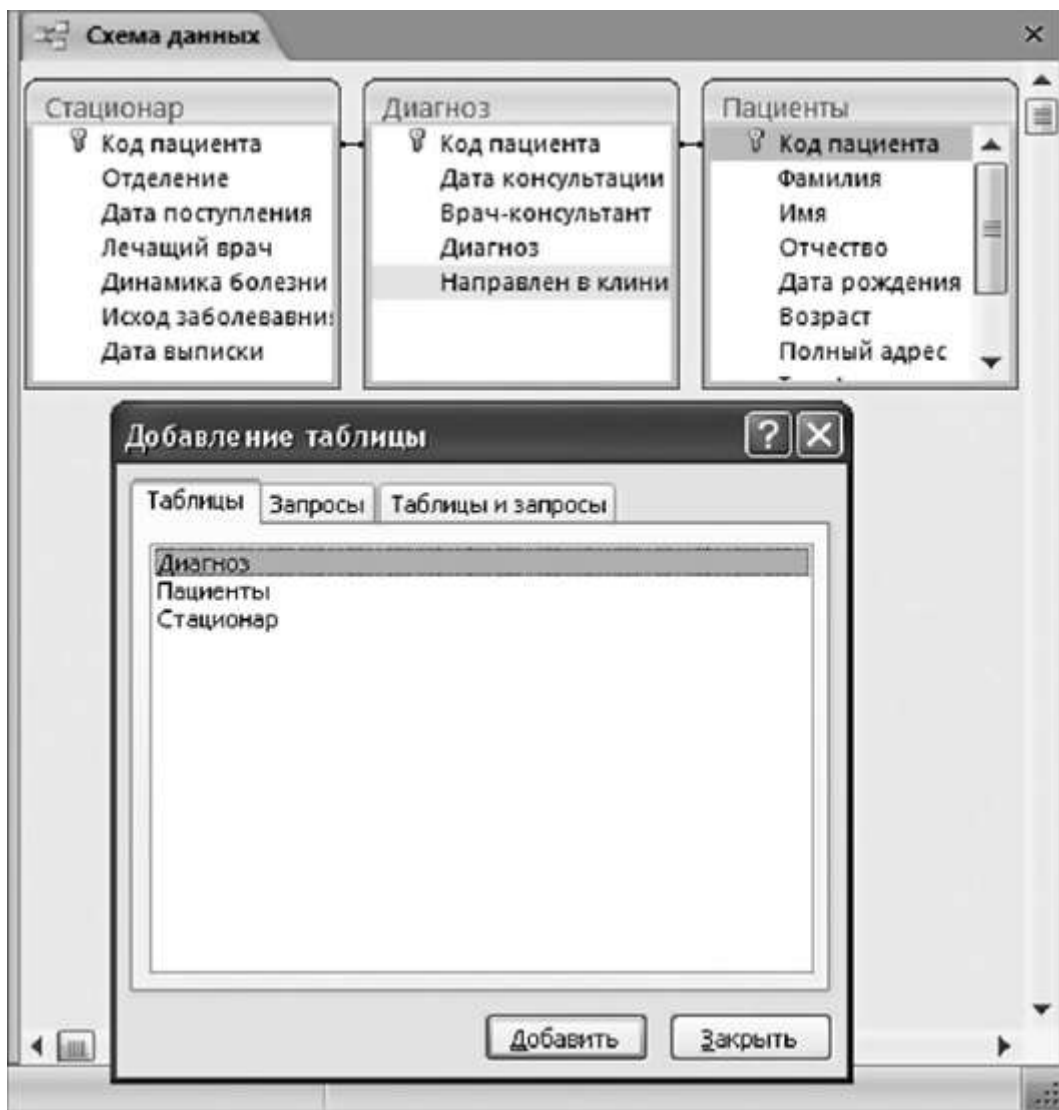 Схема данных
Стационар
Код пациента
Отделение
Дата поступления
Лечащий врач
Динамика болезни
Исход заболевавни
Дата выписки
Диагноз
Код пациента
Дата консультации
Врач-консультант
Диагноз
Направлен в клини
Пациенты
Код пациента
Фамилия
Имя
Отчество
Дата рождения
Возраст
Полный адрес
Добавление таблицы
Таблицы Запросы Таблицы и запросы
Диагноз
Пациенты
Стационар
Добавить Закрыть